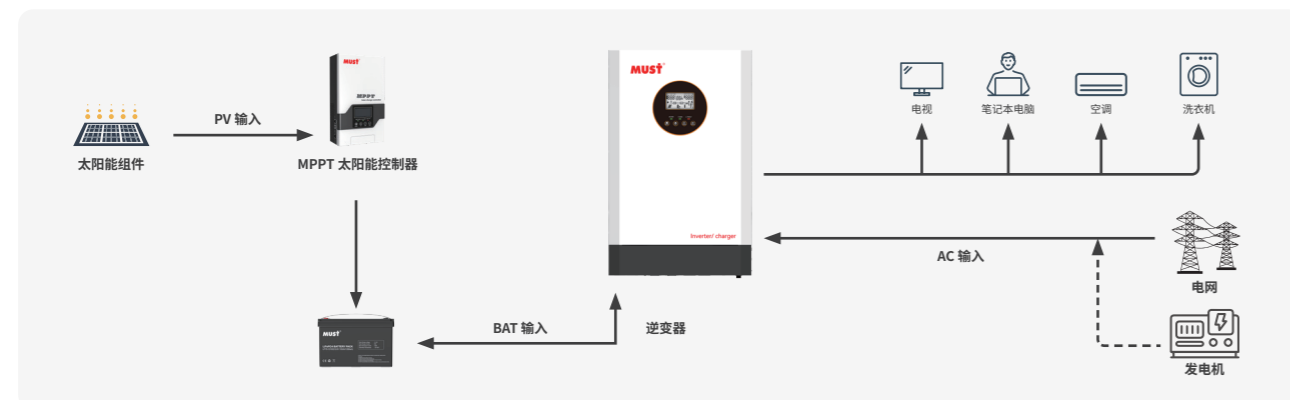 MUST
MUST
MPPT
电视
笔记本电脑
空调
洗衣机
PV 输入
太阳能组件
MPPT 太阳能控制器
Inverter/ charger
AC 输入
电网
BAT 输入
逆变器
MUST
发电机